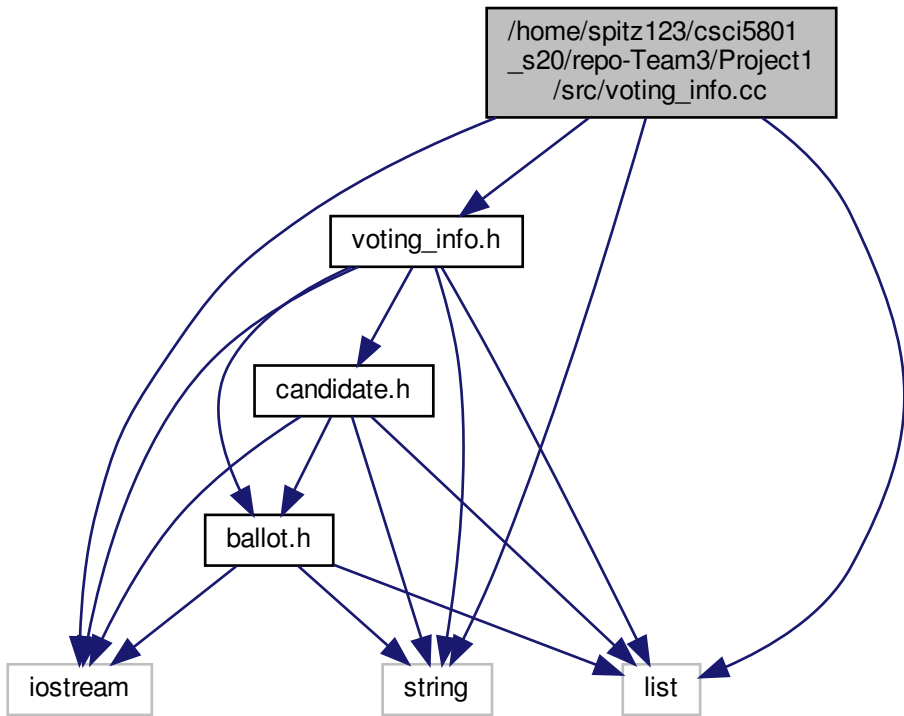 /home/spitz123/csci5801
_s20/repo-Team3/Project1
/src/voting_info.cc
voting_info.h
candidate.h
ballot.h
iostream
string
list